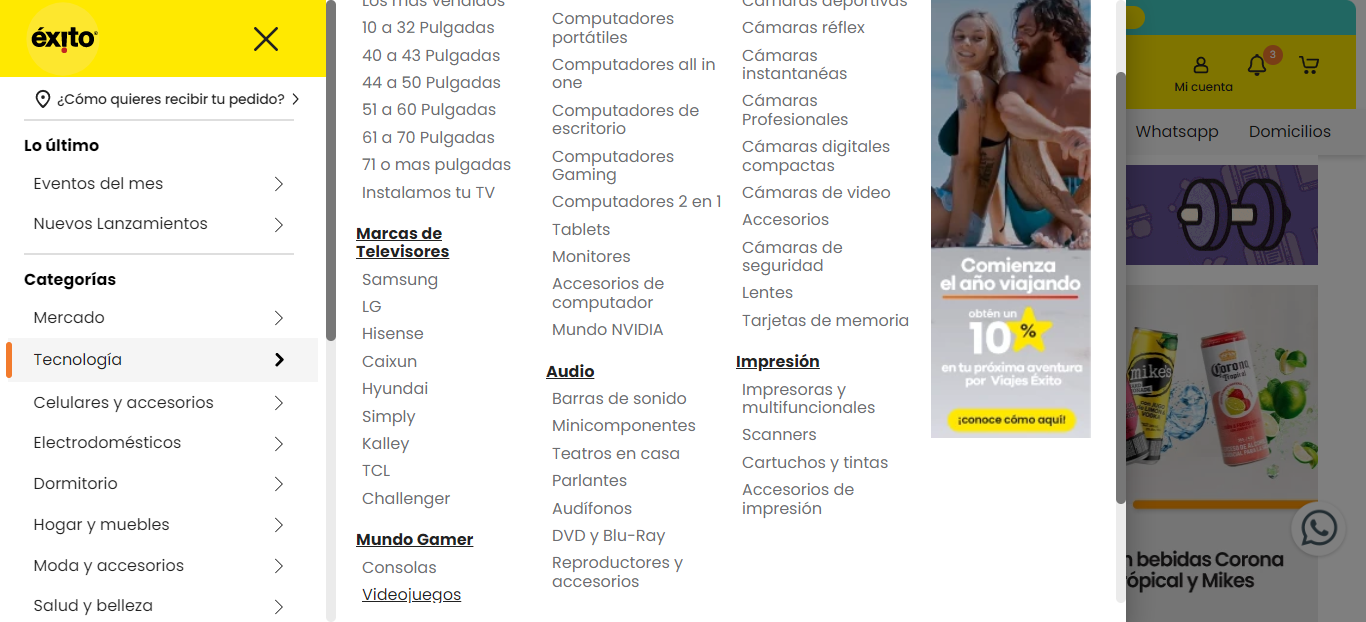 éxito
¿Cómo quieres recibir tu pedido?
Lo último
Eventos del mes
Nuevos Lanzamientos
Categorías
Mercado
Tecnología
Celulares y accesorios
Electrodomésticos
Dormitorio
Hogar y muebles
Moda y accesorios
Salud y belleza
Los más vendidos
10 a 32 Pulgadas
40 a 43 Pulgadas
44 a 50 Pulgadas
51 a 60 Pulgadas
61 a 70 Pulgadas
71 o mas pulgadas
Instalamos tu TV
Marcas de
Televisores
Samsung
LG
Hisense
Caixun
Hyundai
Simply
Kalley
TCL
Challenger
Mundo Gamer
Consolas
Videojuegos
Computadores
portátiles
Computadores all in
one
Computadores de
escritorio
Computadores
Gaming
Computadores 2 en 1
Tablets
Monitores
Accesorios de
computador
Mundo NVIDIA
Audio
Barras de sonido
Minicomponentes
Teatros en casa
Parlantes
Audífonos
DVD y Blu-Ray
Reproductores y
accesorios
Cámaras deportivas
Cámaras réflex
Cámaras
instantanéas
Cámaras
Profesionales
Cámaras digitales
compactas
Cámaras de video
Accesorios
Cámaras de
seguridad
Lentes
Tarjetas de memoria
Impresión
Impresoras y
multifuncionales
Scanners
Cartuchos y tintas
Accesorios de
impresión
Comienza
el año viajando
obtén un
10%
en tu próxima aventura
por Viajes Éxito
¡conoce cómo aquí!
3
Mi cuenta
Whatsapp
Domicilios
mike's
Corona
Tropical
n bebidas Corona
rópical y Mikes